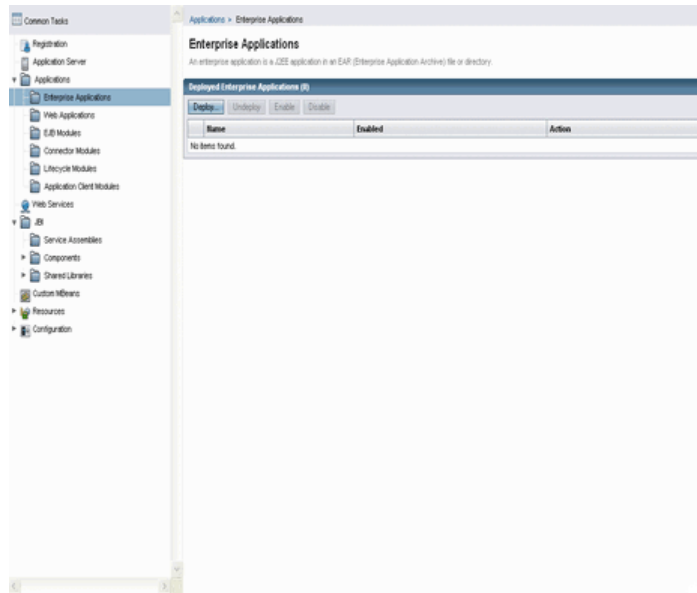 Common Tasks
Registration
Application Server
Applications
Enterprise Applications
Web Applications
EJB Modules
Connector Modules
Lifecycle Modules
Application Client Modules
Web Services
JBI
Service Assemblies
Components
Shared Libraries
Custom MBeans
Resources
Configuration
Applications > Enterprise Applications
Enterprise Applications
An enterprise application is a J2EE application in an EAR (Enterprise Application Archive) file or directory.
Deployed Enterprise Applications (0)
Deploy... Undeploy Enable Disable
Name Enabled Action
No items found.